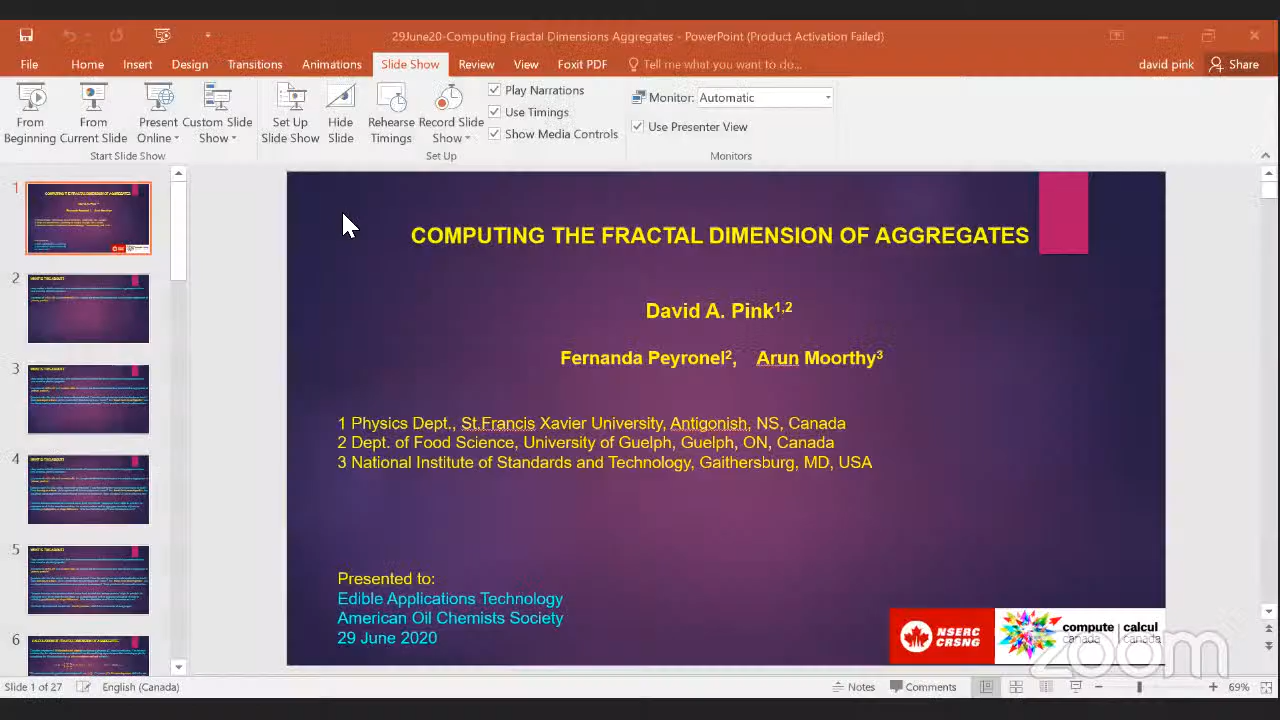 29June20-Computing Fractal Dimensions Aggregates - PowerPoint (Product Activation Failed)
File Home Insert Design Transitions Animations Slide Show Review View Foxit PDF Tell me what you want to do... david pink Share
From Beginning
From Current Slide
Present Online
Custom Slide Show
Start Slide Show
Set Up Slide Show
Hide Slide
Rehearse Timings
Record Slide Show
Play Narrations
Use Timings
Show Media Controls
Set Up
Monitor: Automatic
Use Presenter View
Monitors
1
2
3
4
5
6
COMPUTING THE FRACTAL DIMENSION OF AGGREGATES
David A. Pink1,2
Fernanda Peyronel2, Arun Moorthy3
1 Physics Dept., St.Francis Xavier University, Antigonish, NS, Canada
2 Dept. of Food Science, University of Guelph, Guelph, ON, Canada
3 National Institute of Standards and Technology, Gaithersburg, MD, USA
Presented to:
Edible Applications Technology
American Oil Chemists Society
29 June 2020
NSERC
CRSNG
compute | calcul
canada canada
zoom
Slide 1 of 27 English (Canada) Notes Comments 69%